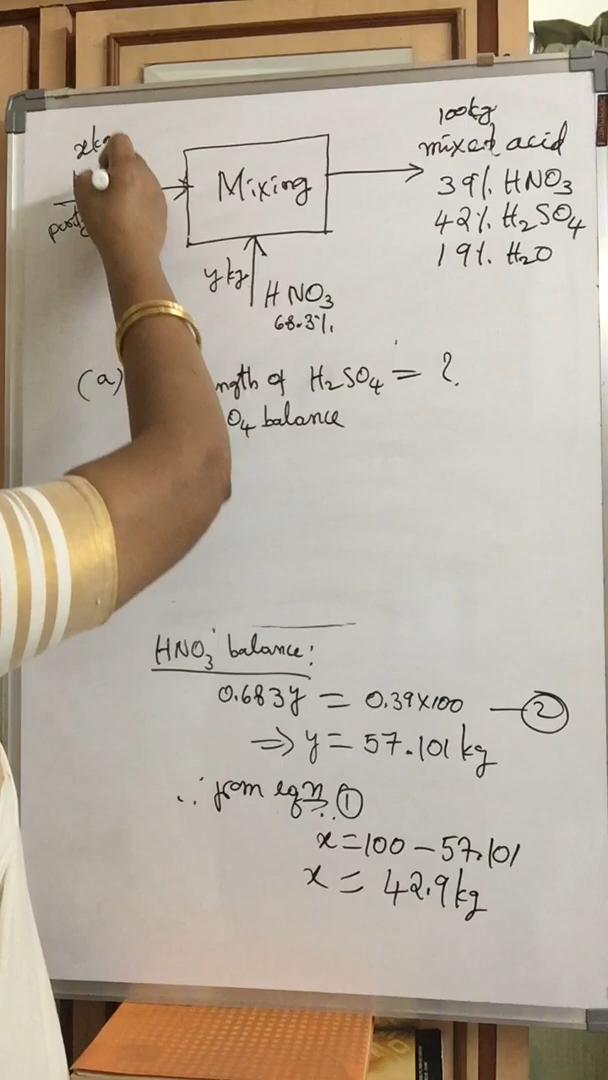 100kg
mixed acid
39% HNO3
42% H2SO4
19% H2O
xkg
Mixing
y kg
HNO3
68.3%
(a) ngth of H2SO4 = ?
O4 balance
HNO3 balance:
0.683y = 0.39×100 — ②
⇒ y = 57.101 kg
∴ from eqn. ①
x = 100 − 57.101
x = 42.9 kg